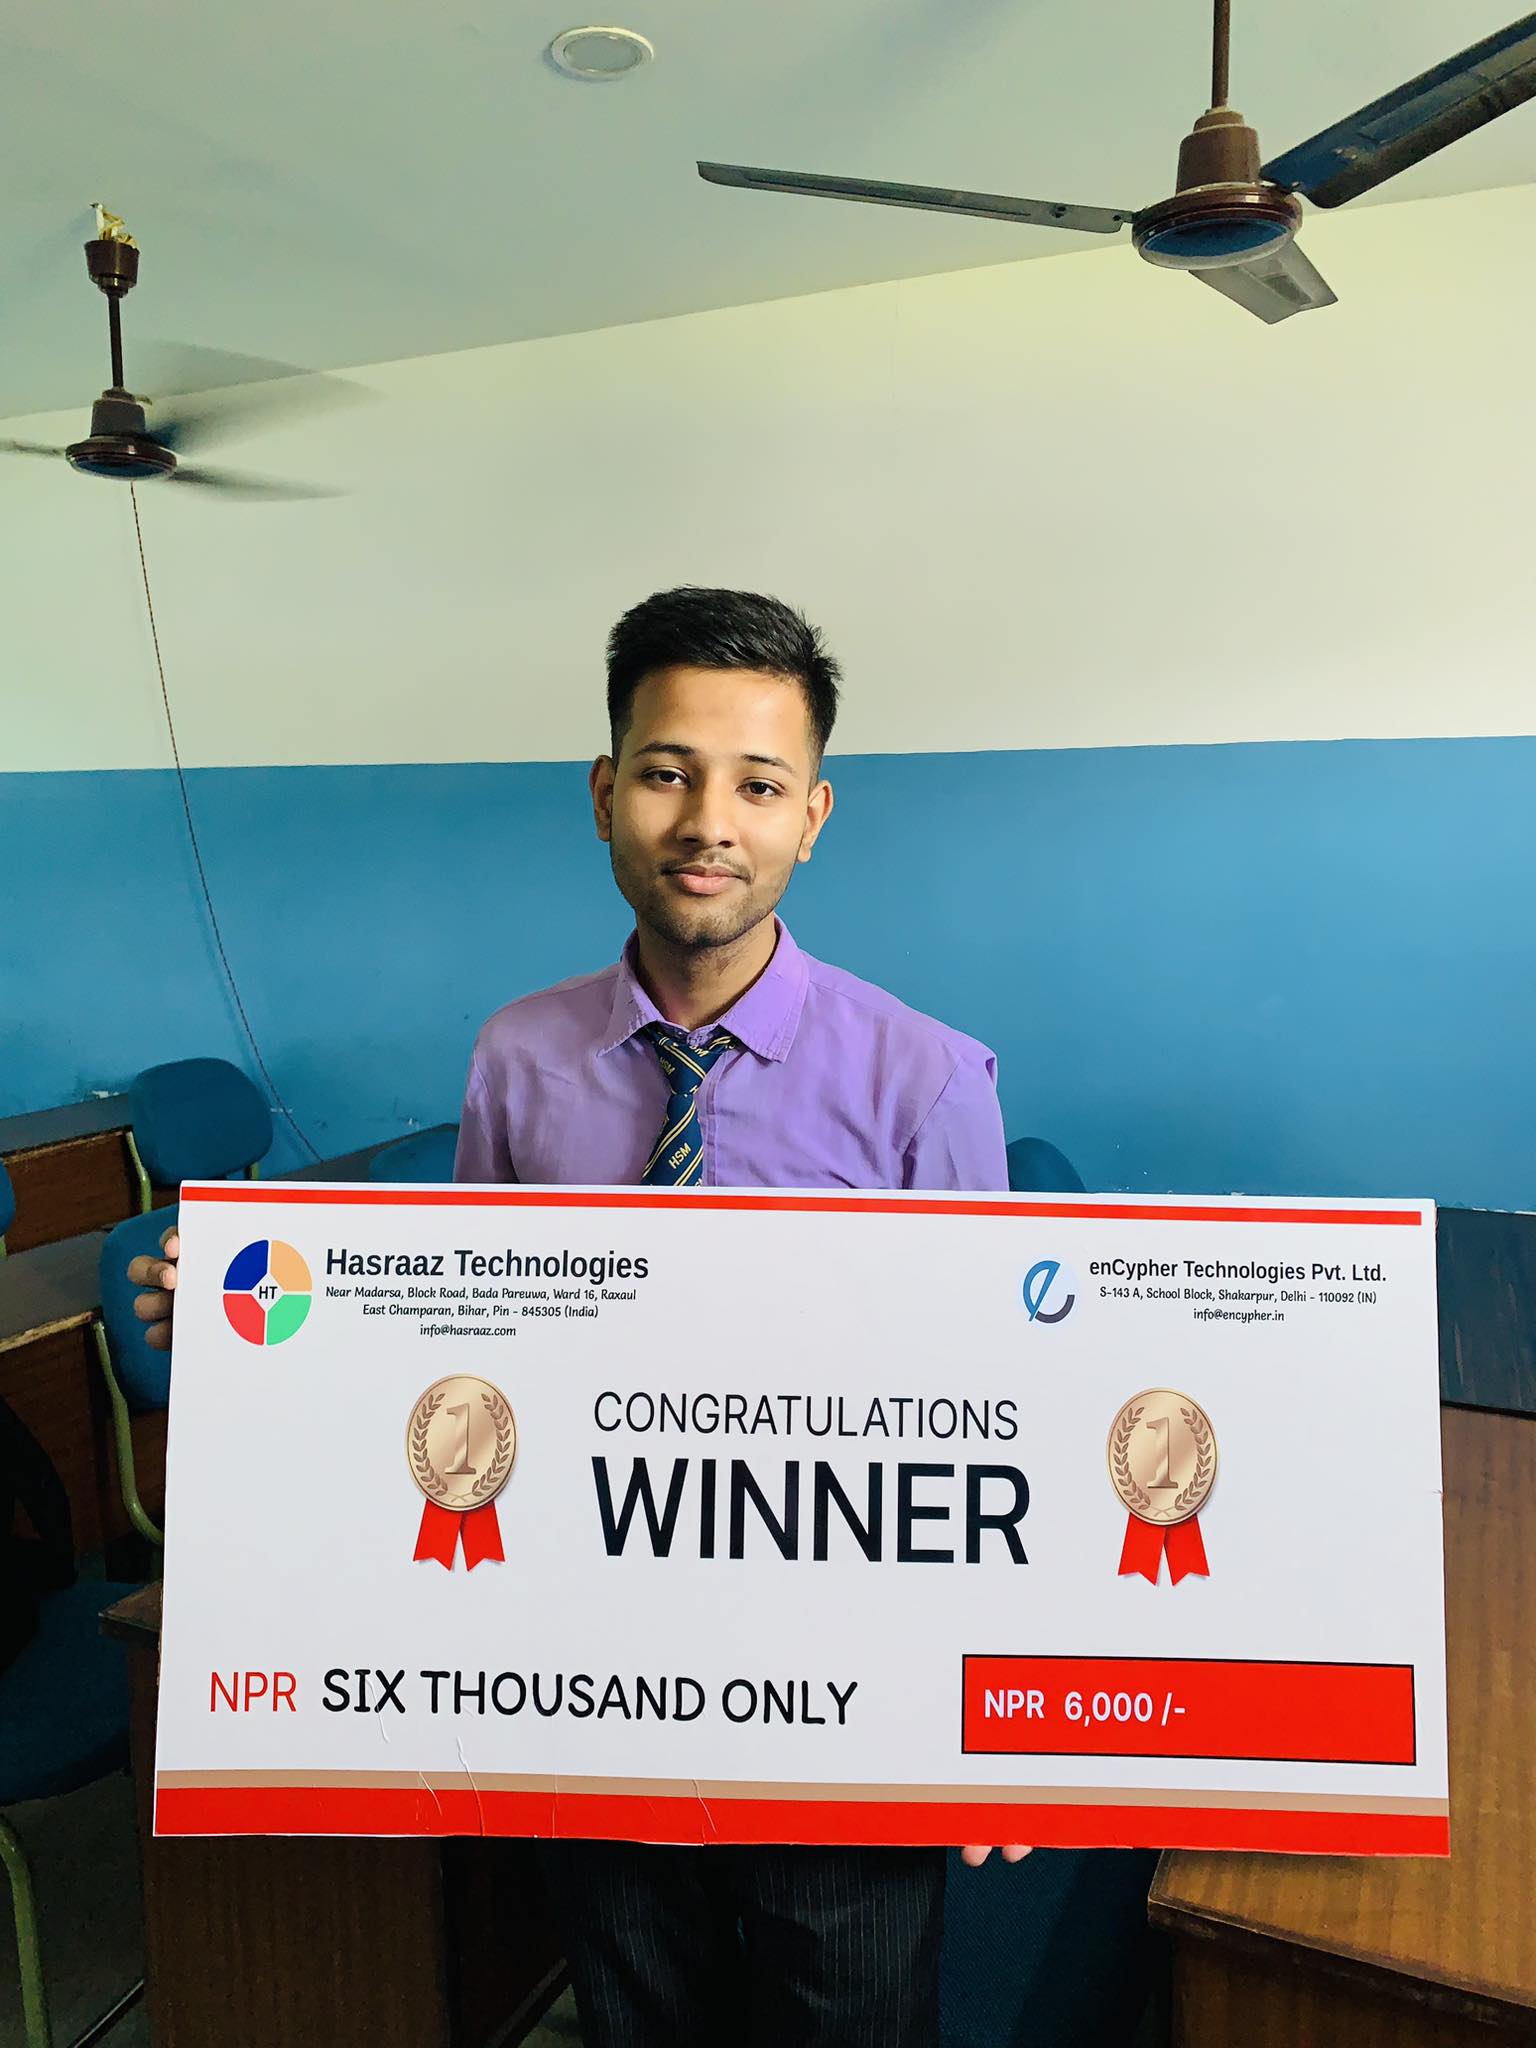 HSM
HSM
HSM
HT
Hasraaz Technologies
Near Madarsa, Block Road, Bada Pareuwa, Ward 16, Raxaul
East Champaran, Bihar, Pin - 845305 (India)
info@hasraaz.com
enCypher Technologies Pvt. Ltd.
S-143 A, School Block, Shakarpur, Delhi - 110092 (IN)
info@encypher.in
1
CONGRATULATIONS
1
WINNER
NPR SIX THOUSAND ONLY
NPR 6,000 /-